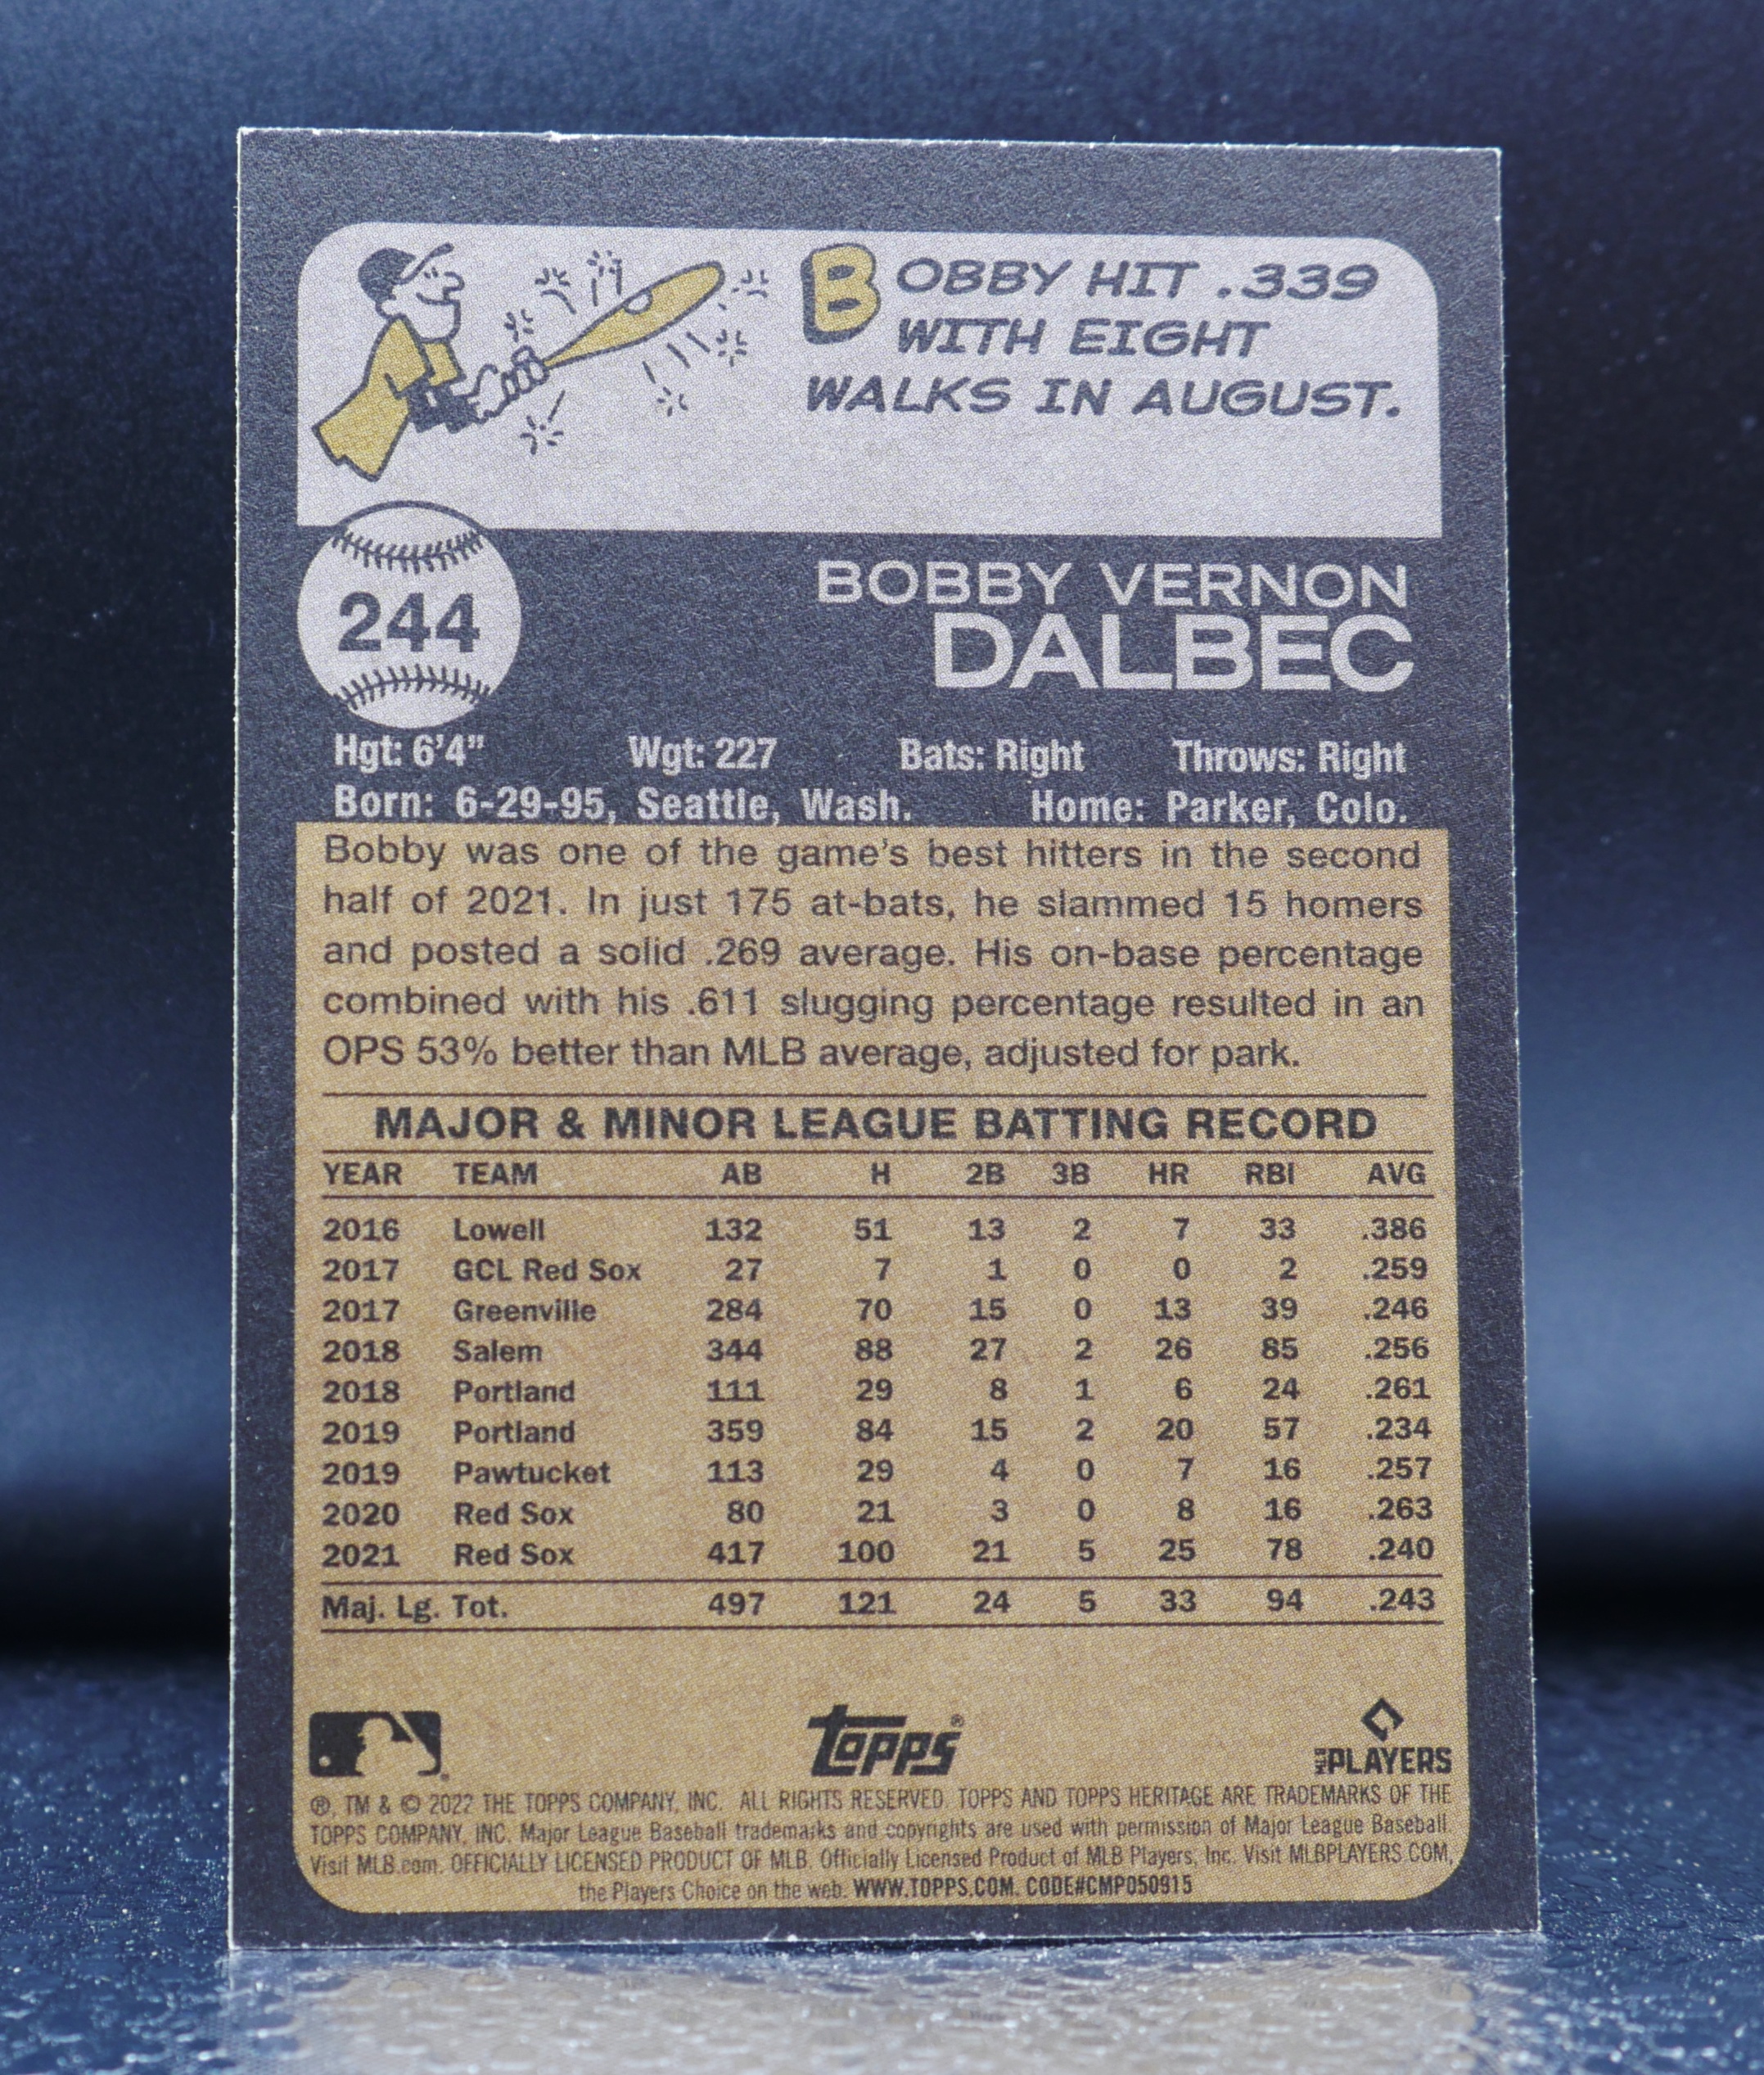 BOBBY HIT .339
WITH EIGHT
WALKS IN AUGUST.
244
BOBBY VERNON
DALBEC
Hgt: 6'4" Wgt: 227 Bats: Right Throws: Right
Born: 6-29-95, Seattle, Wash. Home: Parker, Colo.
Bobby was one of the game's best hitters in the second
half of 2021. In just 175 at-bats, he slammed 15 homers
and posted a solid .269 average. His on-base percentage
combined with his .611 slugging percentage resulted in an
OPS 53% better than MLB average, adjusted for park.
MAJOR & MINOR LEAGUE BATTING RECORD
YEAR TEAM AB H 2B 3B HR RBI AVG
2016 Lowell 132 51 13 2 7 33 .386
2017 GCL Red Sox 27 7 1 0 0 2 .259
2017 Greenville 284 70 15 0 13 39 .246
2018 Salem 344 88 27 2 26 85 .256
2018 Portland 111 29 8 1 6 24 .261
2019 Portland 359 84 15 2 20 57 .234
2019 Pawtucket 113 29 4 0 7 16 .257
2020 Red Sox 80 21 3 0 8 16 .263
2021 Red Sox 417 100 21 5 25 78 .240
Maj. Lg. Tot. 497 121 24 5 33 94 .243
topps® MLB PLAYERS
®, TM & © 2022 THE TOPPS COMPANY, INC. ALL RIGHTS RESERVED. TOPPS AND TOPPS HERITAGE ARE TRADEMARKS OF THE
TOPPS COMPANY, INC. Major League Baseball trademarks and copyrights are used with permission of Major League Baseball.
Visit MLB.com. OFFICIALLY LICENSED PRODUCT OF MLB. Officially Licensed Product of MLB Players, Inc. Visit MLBPLAYERS.COM,
the Players Choice on the web. WWW.TOPPS.COM. CODE#CMP050915